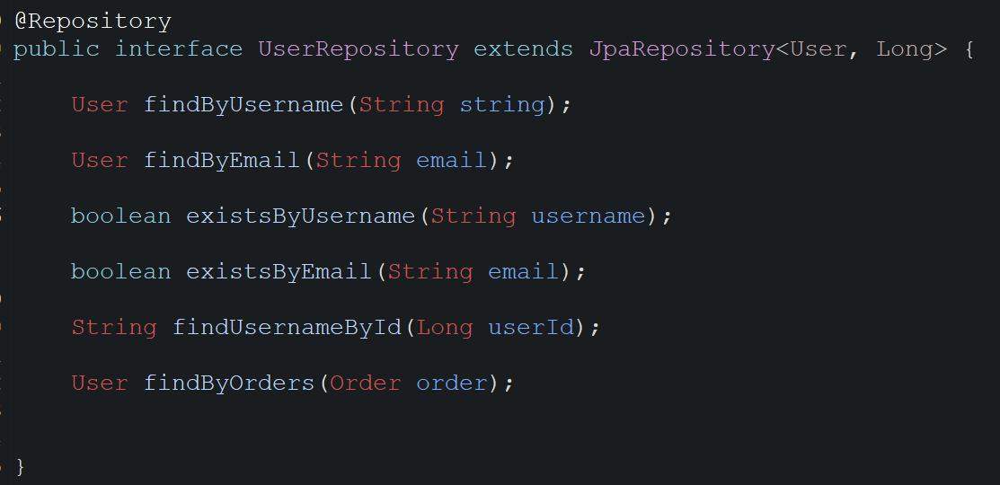 @Repository
public interface UserRepository extends JpaRepository<User, Long> {
User findByUsername(String string);
User findByEmail(String email);
boolean existsByUsername(String username);
boolean existsByEmail(String email);
String findUsernameById(Long userId);
User findByOrders(Order order);
}